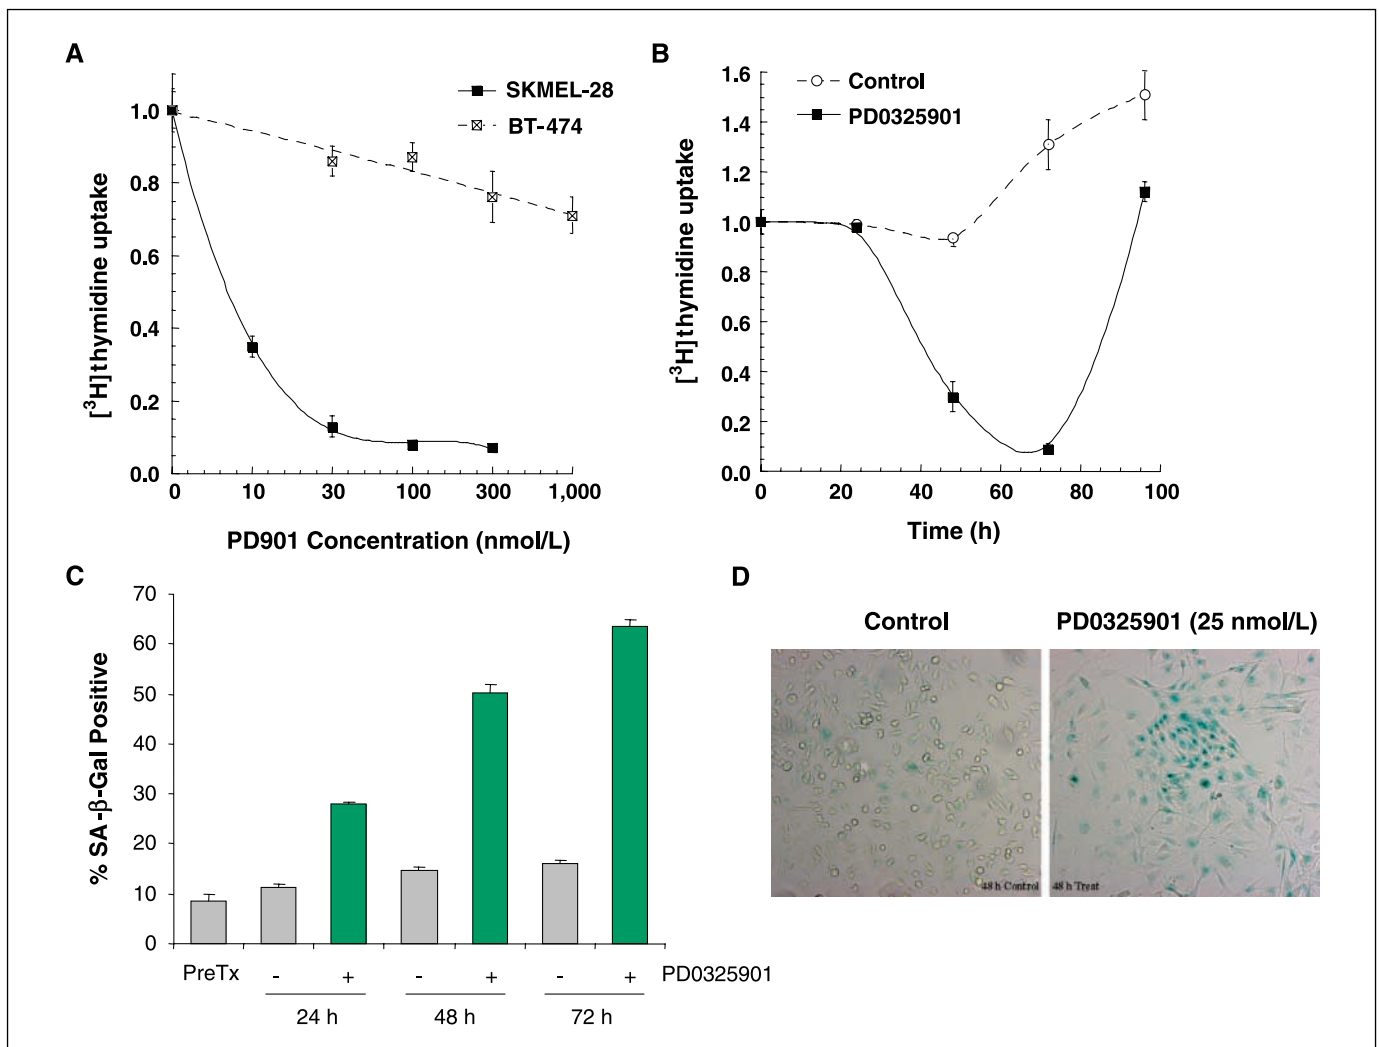 A
SKMEL-28
BT-474
[³H]thymidine uptake
1.0
0.8
0.6
0.4
0.2
0.0
0 10 30 100 300 1,000
PD901 Concentration (nmol/L)
B
Control
PD0325901
[³H]thymidine uptake
1.6
1.4
1.2
1.0
0.8
0.6
0.4
0.2
0.0
0 20 40 60 80 100
Time (h)
C
% SA-β-Gal Positive
70
60
50
40
30
20
10
0
PreTx - + - + - + PD0325901
24 h 48 h 72 h
D
Control PD0325901 (25 nmol/L)
48 h Control 48 h Treat